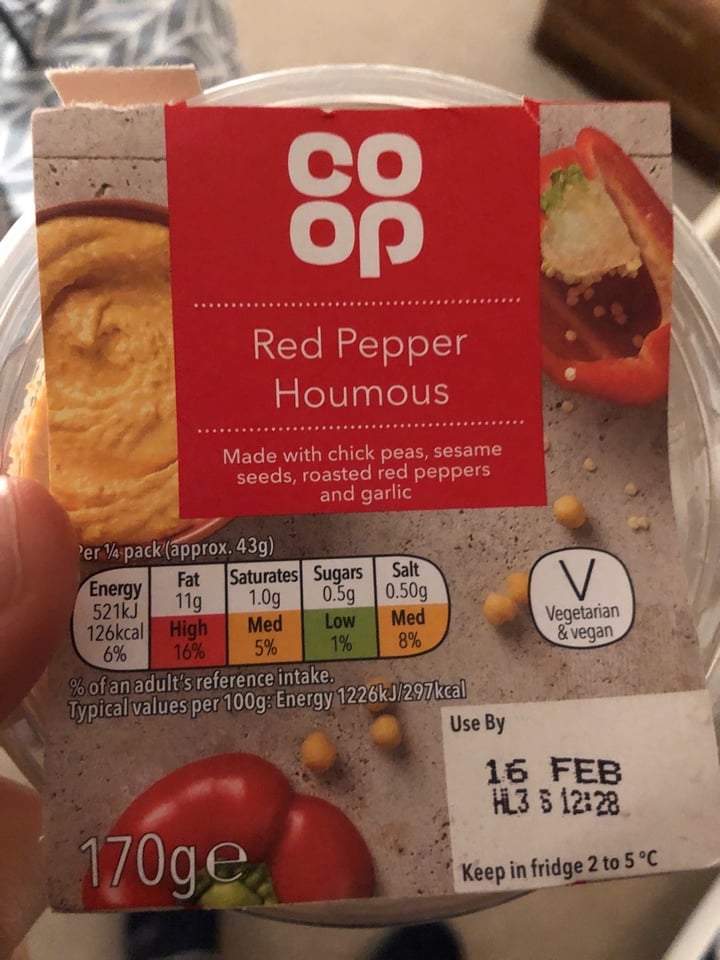 CO
OP
Red Pepper
Houmous
Made with chick peas, sesame
seeds, roasted red peppers
and garlic
Per ¼ pack (approx. 43g)
Energy 521kJ 126kcal 6%
Fat 11g High 16%
Saturates 1.0g Med 5%
Sugars 0.5g Low 1%
Salt 0.50g Med 8%
V
Vegetarian
& vegan
% of an adult's reference intake.
Typical values per 100g: Energy 1226kJ/297kcal
Use By
16 FEB
HL3 S 12:28
Keep in fridge 2 to 5 °C
170g℮